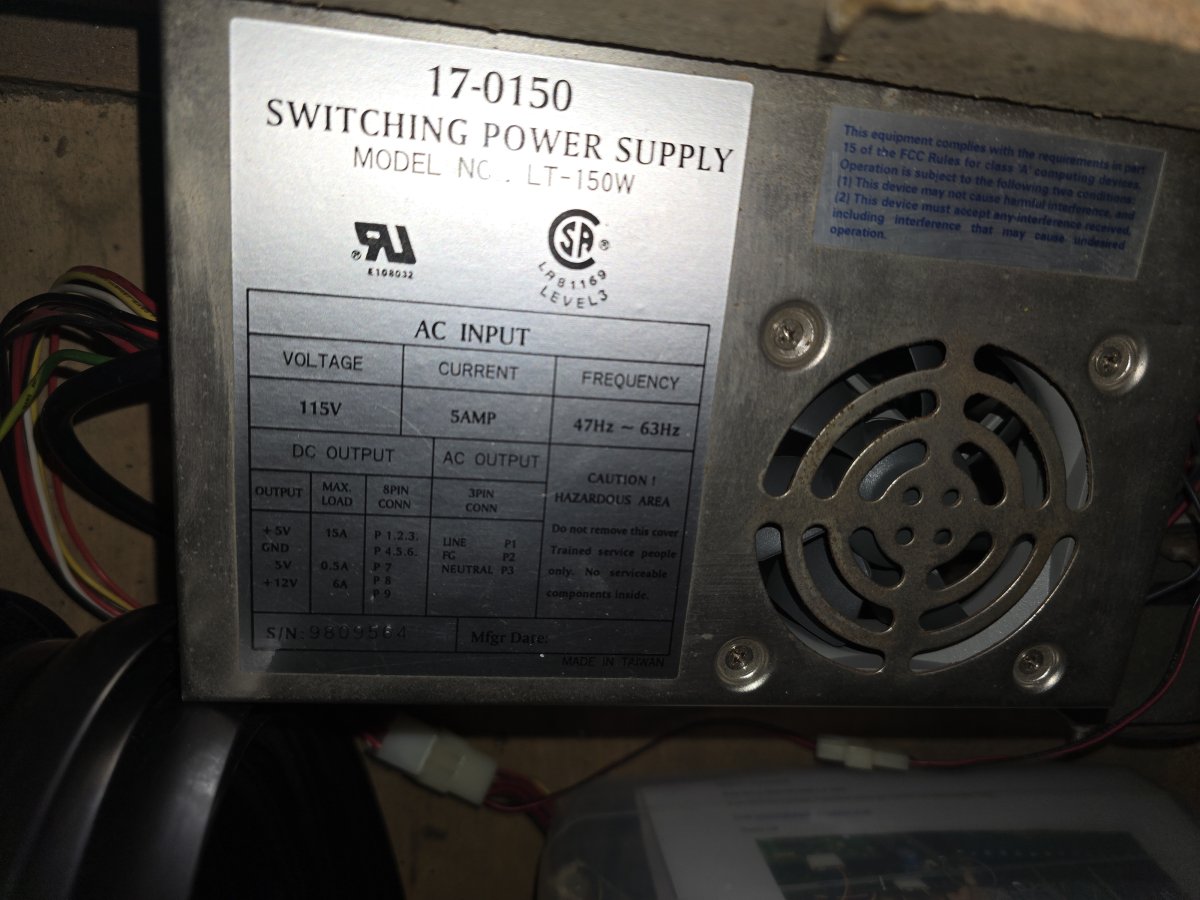 17-0150
SWITCHING POWER SUPPLY
MODEL NO. LT-150W
E108032
LR81169
LEVEL3
AC INPUT
VOLTAGE CURRENT FREQUENCY
115V 5AMP 47Hz ~ 63Hz
DC OUTPUT AC OUTPUT
OUTPUT MAX. LOAD 8PIN CONN 3PIN CONN
+5V 15A P 1.2.3.
GND P 4.5.6.
5V 0.5A P 7
+12V 6A P 8
P 9
LINE P1
FG P2
NEUTRAL P3
CAUTION !
HAZARDOUS AREA
Do not remove this cover
Trained service people
only. No serviceable
components inside.
S/N: 9809564 Mfgr Date:
MADE IN TAIWAN
This equipment complies with the requirements in part
15 of the FCC Rules for class 'A' computing devices.
Operation is subject to the following two conditions:
(1) This device may not cause harmful interference, and
(2) This device must accept any interference received,
including interference that may cause undesired
operation.